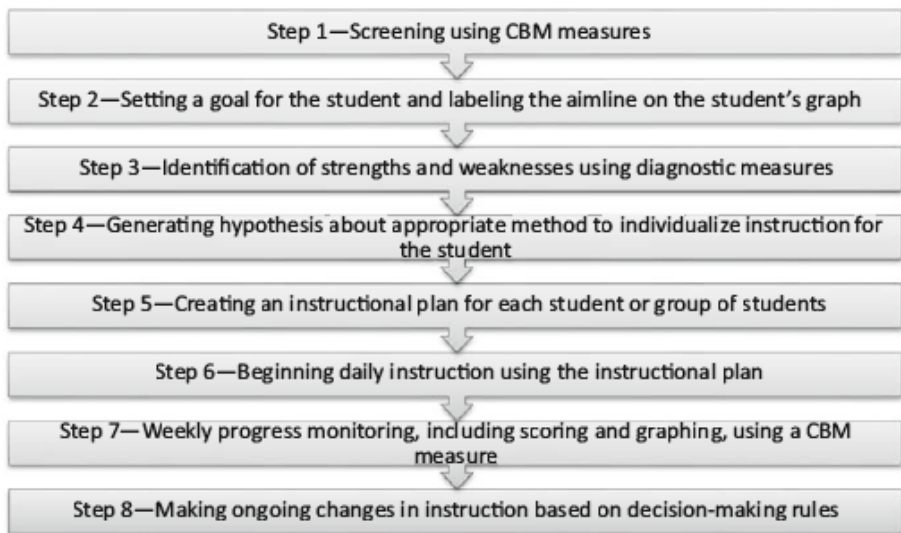 Step 1—Screening using CBM measures
Step 2—Setting a goal for the student and labeling the aimline on the student's graph
Step 3—Identification of strengths and weaknesses using diagnostic measures
Step 4—Generating hypothesis about appropriate method to individualize instruction for
the student
Step 5—Creating an instructional plan for each student or group of students
Step 6—Beginning daily instruction using the instructional plan
Step 7—Weekly progress monitoring, including scoring and graphing, using a CBM
measure
Step 8—Making ongoing changes in instruction based on decision-making rules